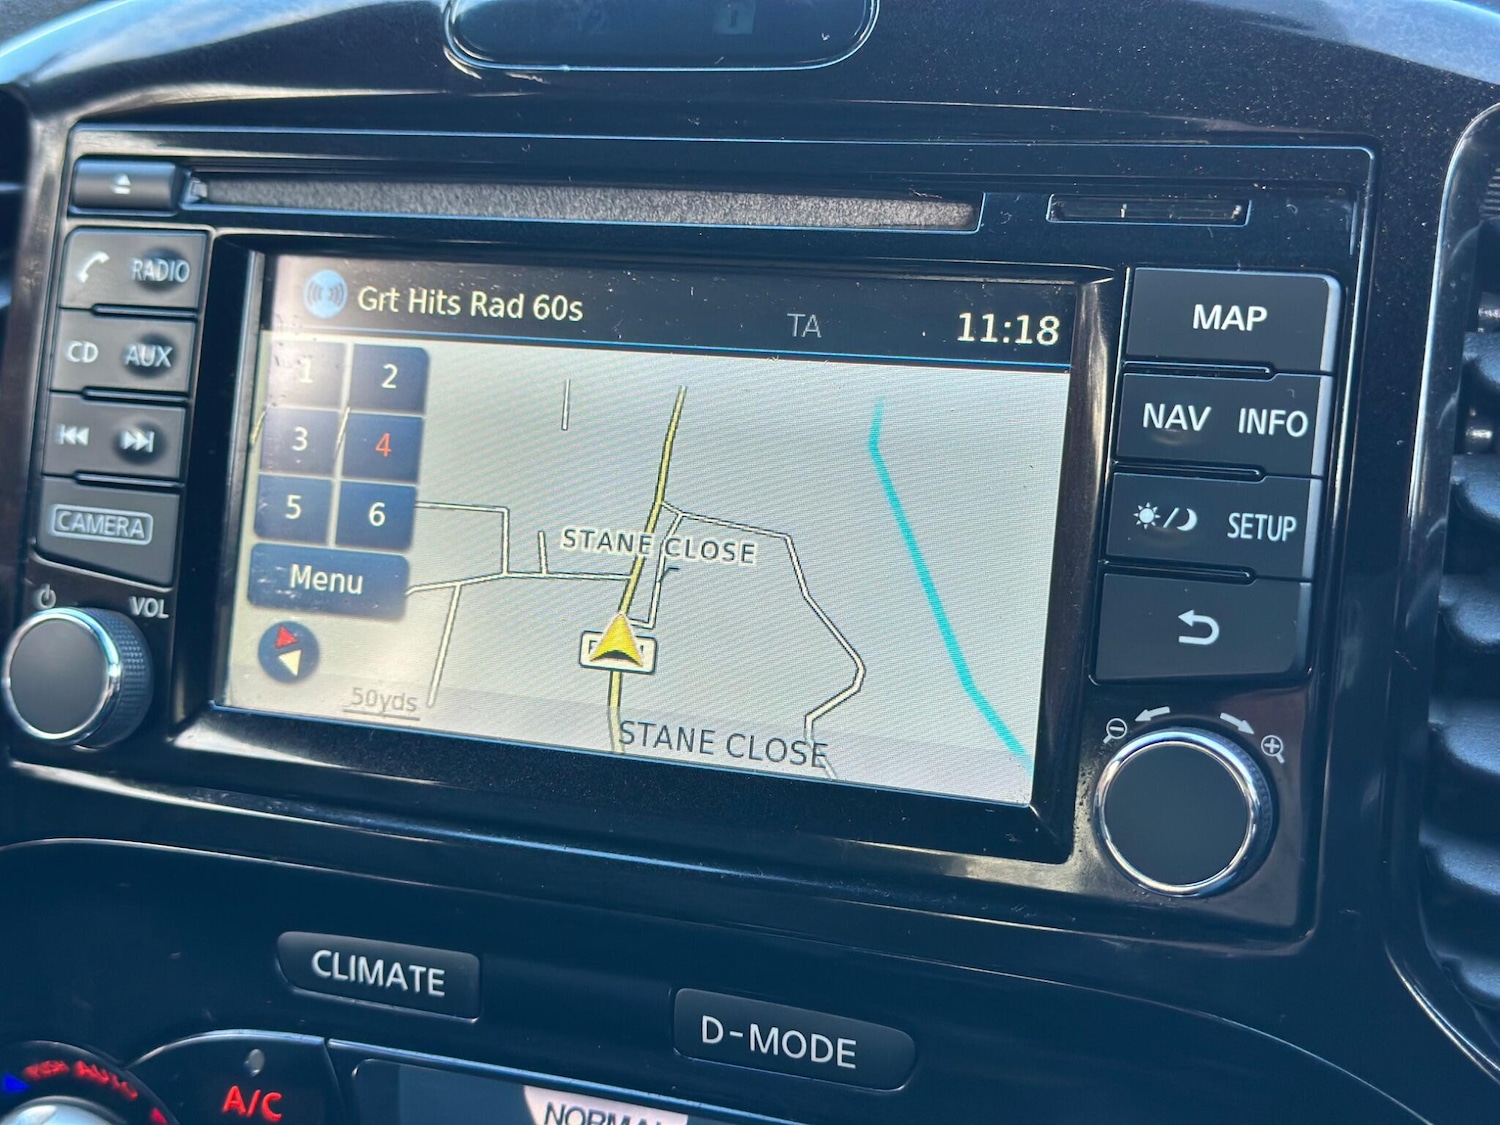 Grt Hits Rad 60s
TA
11:18
RADIO
CD AUX
CAMERA
VOL
1 2
3 4
5 6
Menu
50yds
STANE CLOSE
STANE CLOSE
MAP
NAV INFO
SETUP
CLIMATE
D-MODE
A/C
NORMAL